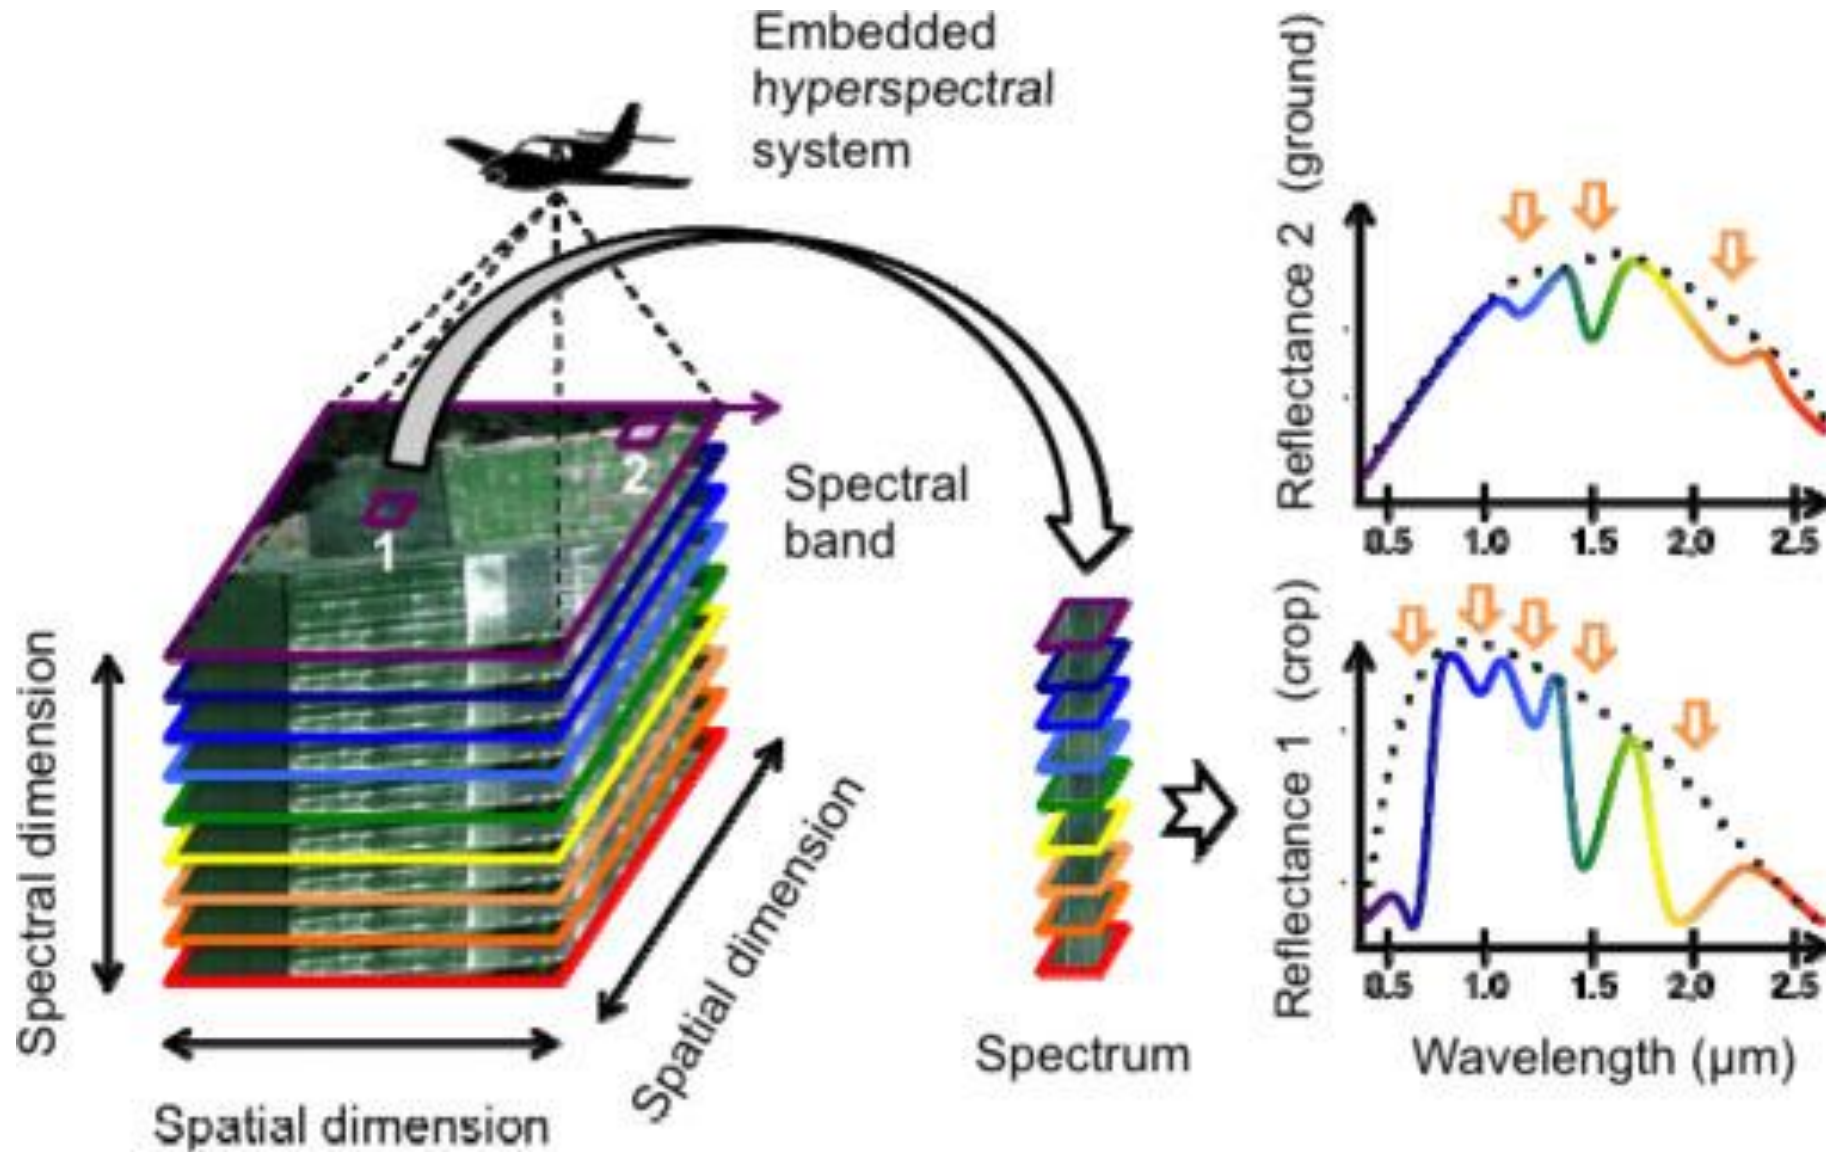 Embedded
hyperspectral
system
Reflectance 2 (ground)
0.5 1.0 1.5 2.0 2.5
1
2
Spectral
band
Spectral dimension
Spatial dimension
Spatial dimension
Spectrum
Reflectance 1 (crop)
0.5 1.0 1.5 2.0 2.5
Wavelength (µm)